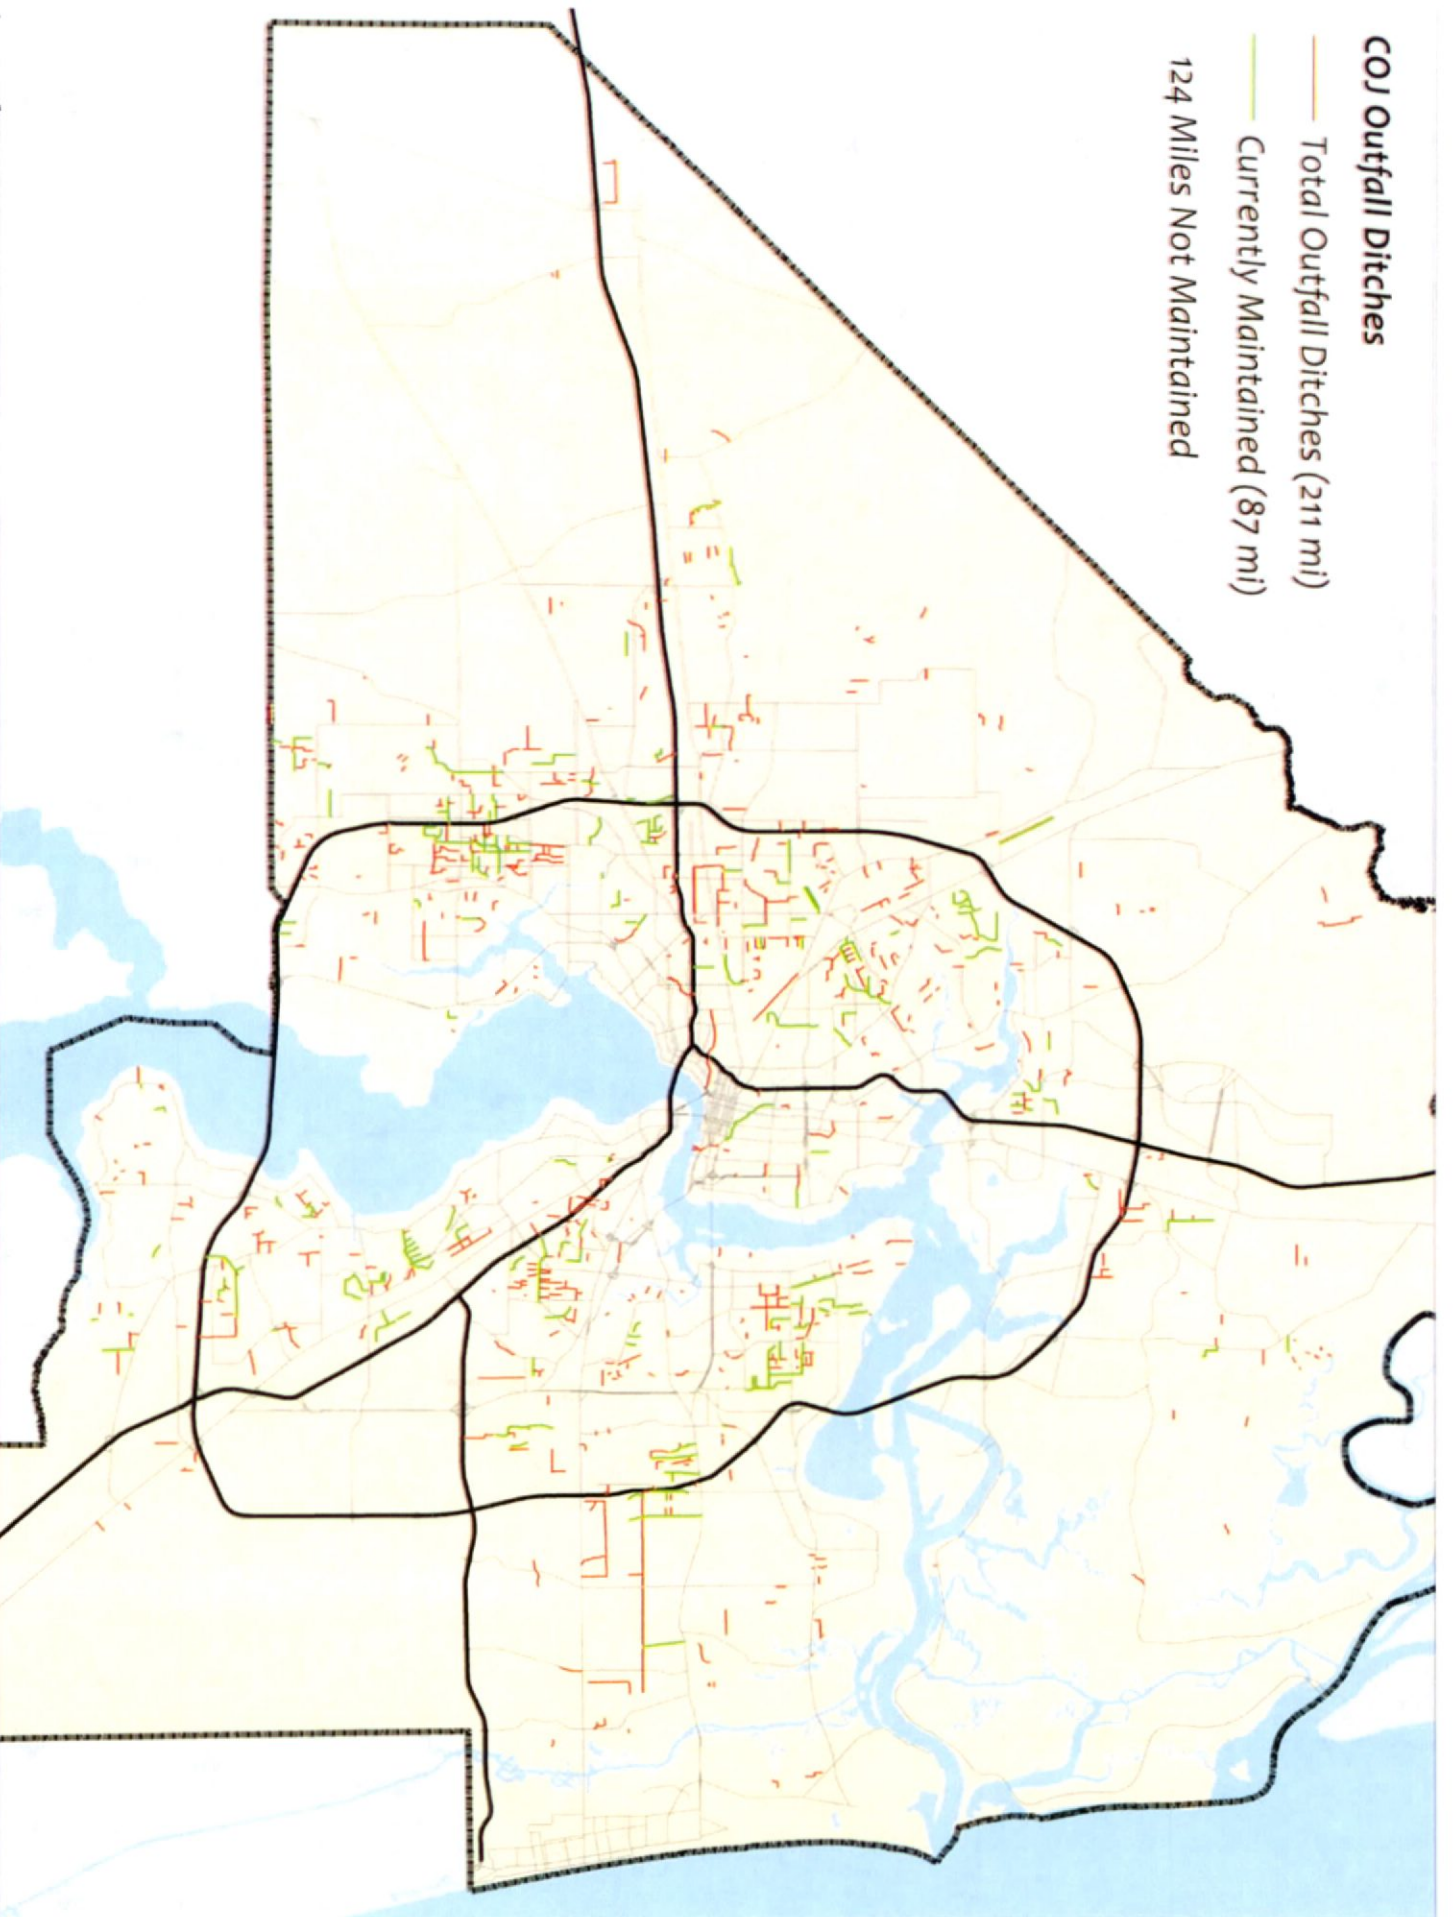 COJ Outfall Ditches
Total Outfall Ditches (211 mi)
Currently Maintained (87 mi)
124 Miles Not Maintained